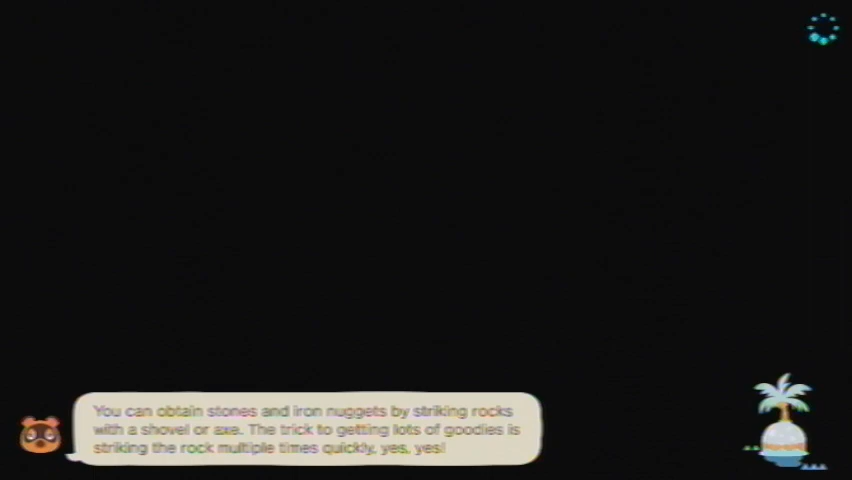 You can obtain stones and iron nuggets by striking rocks
with a shovel or axe. The trick to getting lots of goodies is
striking the rock multiple times quickly, yes, yes!